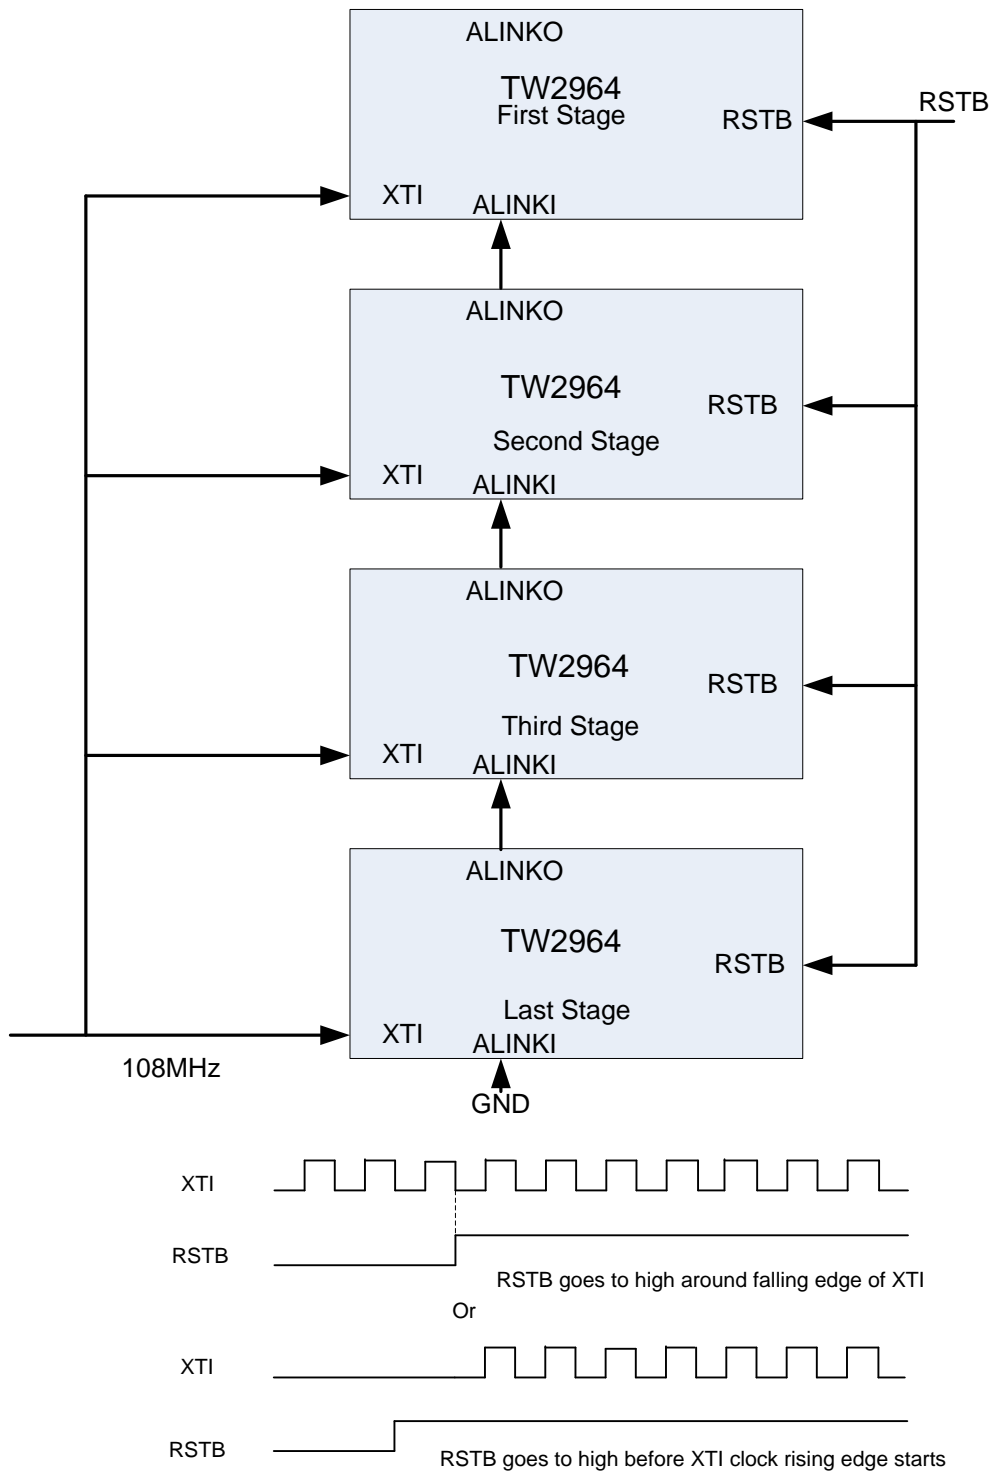 ALINKO
TW2964
First Stage
RSTB
RSTB
XTI
ALINKI
ALINKO
TW2964
RSTB
Second Stage
XTI
ALINKI
ALINKO
TW2964
RSTB
Third Stage
XTI
ALINKI
ALINKO
TW2964
RSTB
Last Stage
XTI
ALINKI
108MHz
GND
XTI
RSTB
RSTB goes to high around falling edge of XTI
Or
XTI
RSTB
RSTB goes to high before XTI clock rising edge starts